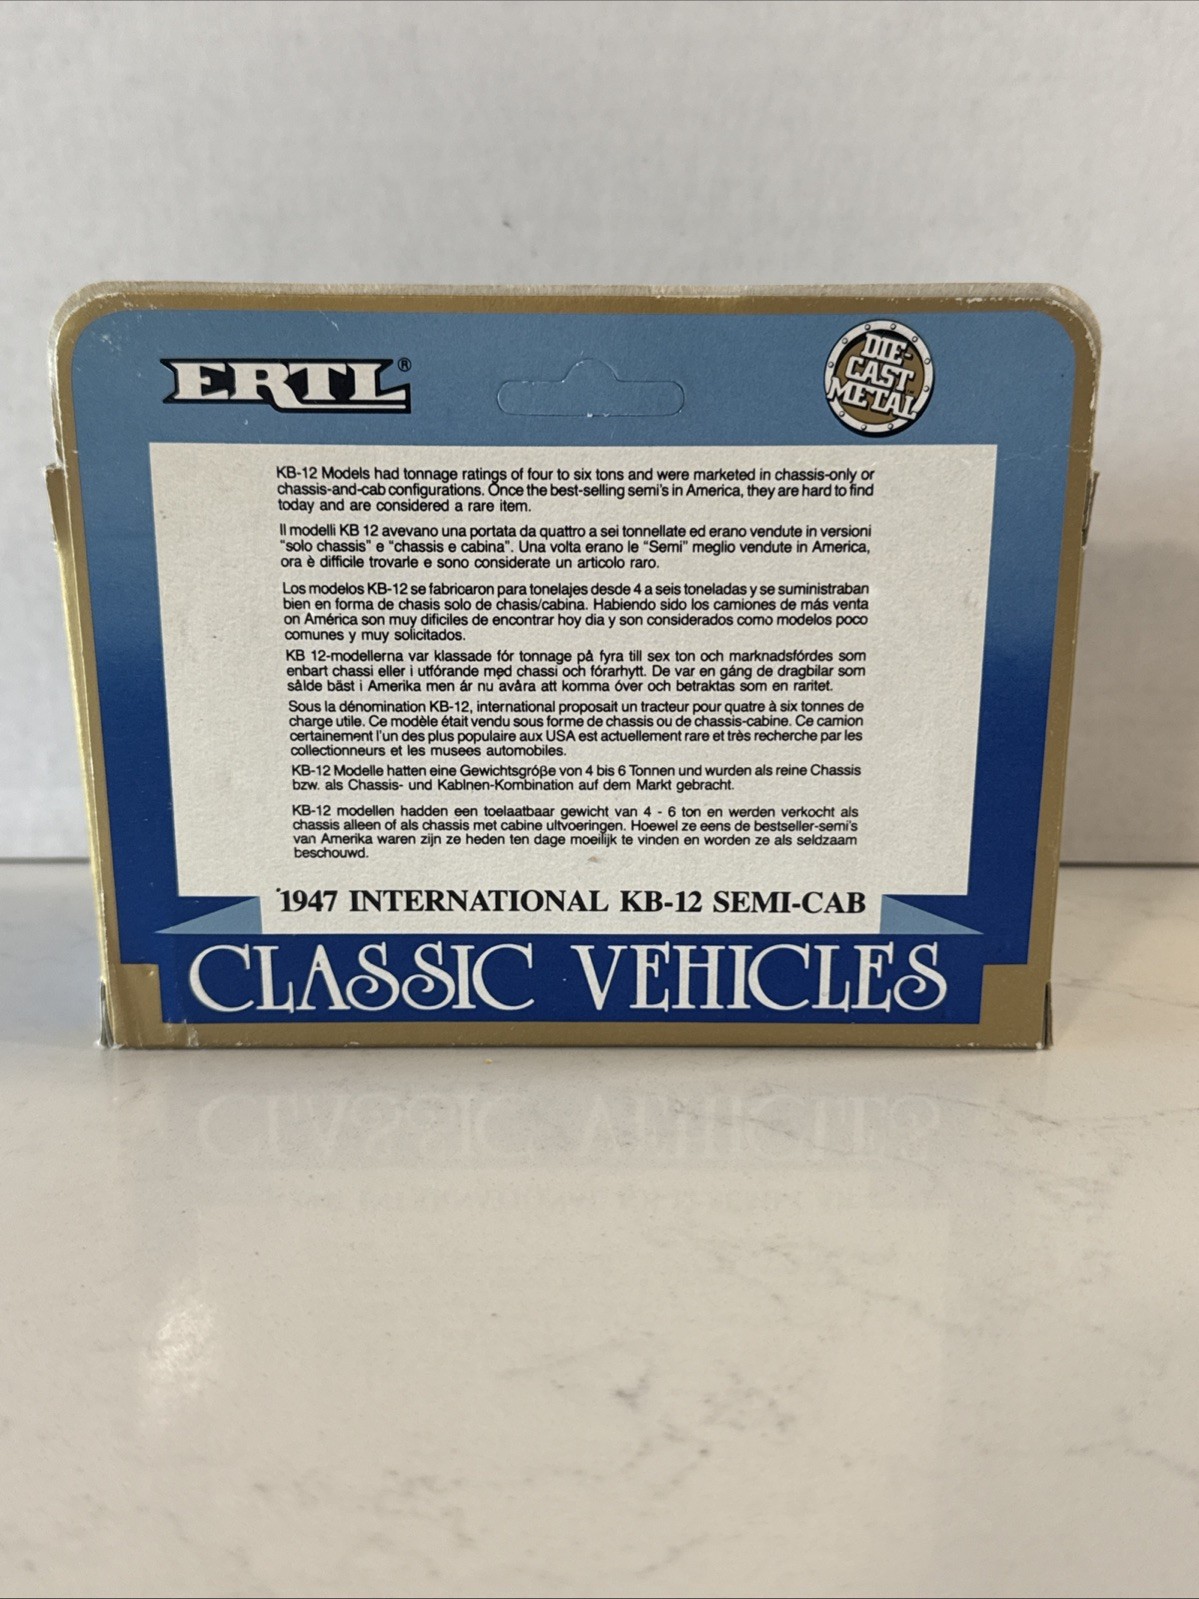 ERTL®
DIE-
CAST
METAL
KB-12 Models had tonnage ratings of four to six tons and were marketed in chassis-only or
chassis-and-cab configurations. Once the best-selling semi's in America, they are hard to find
today and are considered a rare item.
Il modelli KB 12 avevano una portata da quattro a sei tonnellate ed erano vendute in versioni
"solo chassis" e "chassis e cabina". Una volta erano le "Semi" meglio vendute in America,
ora è difficile trovarle e sono considerate un articolo raro.
Los modelos KB-12 se fabricaron para tonelajes desde 4 a seis toneladas y se suministraban
bien en forma de chasis solo de chasis/cabina. Habiendo sido los camiones de más venta
on América son muy dificiles de encontrar hoy dia y son considerados como modelos poco
comunes y muy solicitados.
KB 12-modellerna var klassade fór tonnage på fyra till sex ton och marknadsfórdes som
enbart chassi eller i utfórande med chassi och fórarhytt. De var en gáng de dragbilar som
sålde bäst i Amerika men ár nu avåra att komma óver och betraktas som en raritet.
Sous la dénomination KB-12, international proposait un tracteur pour quatre à six tonnes de
charge utile. Ce modèle était vendu sous forme de chassis ou de chassis-cabine. Ce camion
certainement l'un des plus populaire aux USA est actuellement rare et très recherche par les
collectionneurs et les musees automobiles.
KB-12 Modelle hatten eine Gewichtsgróße von 4 bis 6 Tonnen und wurden als reine Chassis
bzw. als Chassis- und Kabinen-Kombination auf dem Markt gebracht.
KB-12 modellen hadden een toelaatbaar gewicht van 4 - 6 ton en werden verkocht als
chassis alleen of als chassis met cabine uitvoeringen. Hoewel ze eens de bestseller-semi's
van Amerika waren zijn ze heden ten dage moeilijk te vinden en worden ze als seldzaam
beschouwd.
'1947 INTERNATIONAL KB-12 SEMI-CAB
CLASSIC VEHICLES